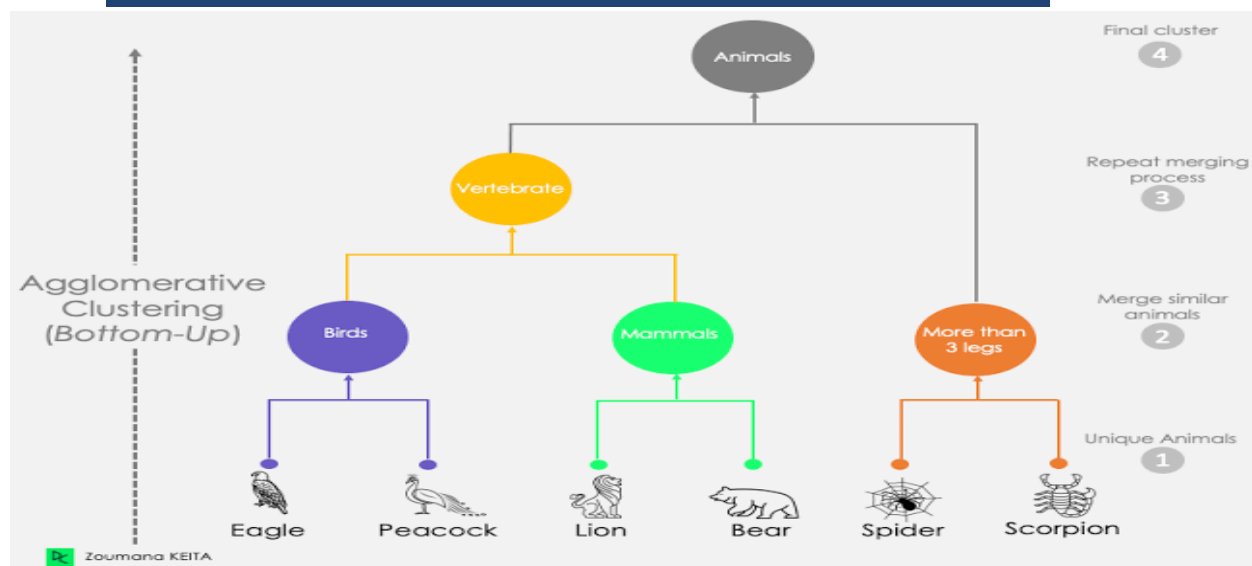 Final cluster
4
Animals
Repeat merging
process
3
Vertebrate
Agglomerative
Clustering
(Bottom-Up)
Merge similar
animals
2
Birds
Mammals
More than
3 legs
Unique Animals
1
Eagle
Peacock
Lion
Bear
Spider
Scorpion
DC Zoumana KEITA